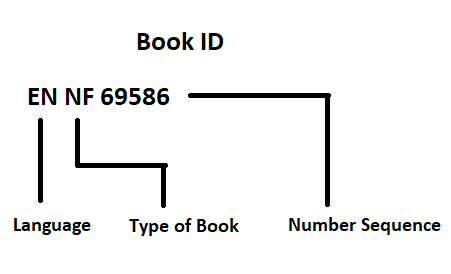 Book ID
EN NF 69586
Language
Type of Book
Number Sequence